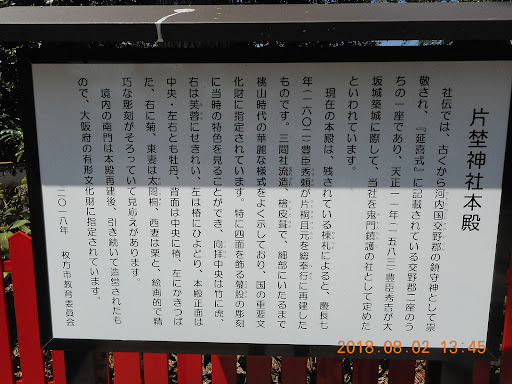 片埜神社本殿
社伝では、古くから河内国交野郡の鎮守神として崇
敬され、『延喜式』に記載されている交野郡二座のう
ちの一座であり、天正一一年(一五八三)豊臣秀吉が大
坂城築城に際して、当社を鬼門鎮護の社として定めた
といわれています。
現在の本殿は、残されている棟札によると、慶長七
年(一六〇二)豊臣秀頼が片桐且元を総奉行に再建した
ものです。三間社流造、檜皮葺で、細部にいたるまで
桃山時代の華麗な様式をよく示しており、国の重要文
化財に指定されています。特に四面を飾る蟇股の彫刻
に当時の特色を見ることができ、向拝中央は竹に虎、
右は芙蓉にせきれい、左は椿にひよどり、本殿正面は
中央・左右とも牡丹、背面は中央に椿、左にかきつば
た、右に菊、東妻は太閤桐、西妻は栗と、絵画的で精
巧な彫刻がそろっていて見応えがあります。
境内の南門は本殿再建後、引き続いて造営されたも
ので、大阪府の有形文化財に指定されています。
二〇一八年 枚方市教育委員会
2018.08.02 13:45